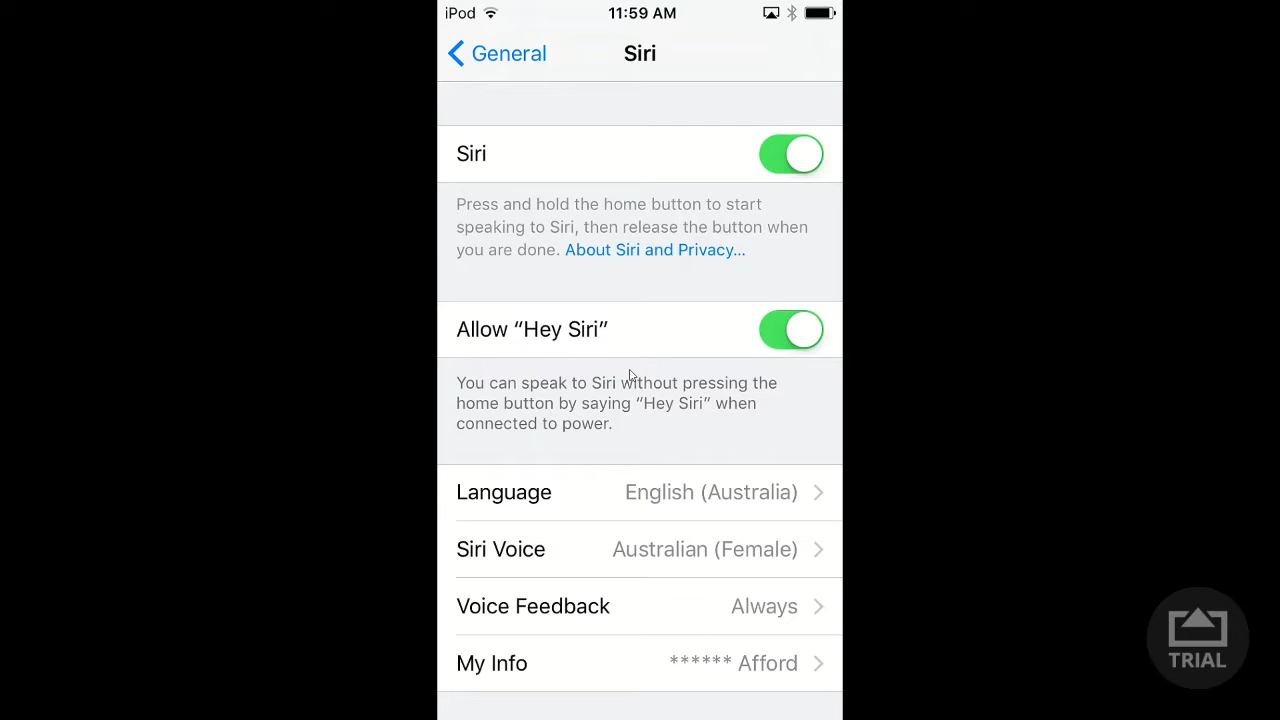 iPod 11:59 AM
General Siri
Siri
Press and hold the home button to start
speaking to Siri, then release the button when
you are done. About Siri and Privacy...
Allow “Hey Siri”
You can speak to Siri without pressing the
home button by saying “Hey Siri” when
connected to power.
Language English (Australia)
Siri Voice Australian (Female)
Voice Feedback Always
My Info ****** Afford
TRIAL